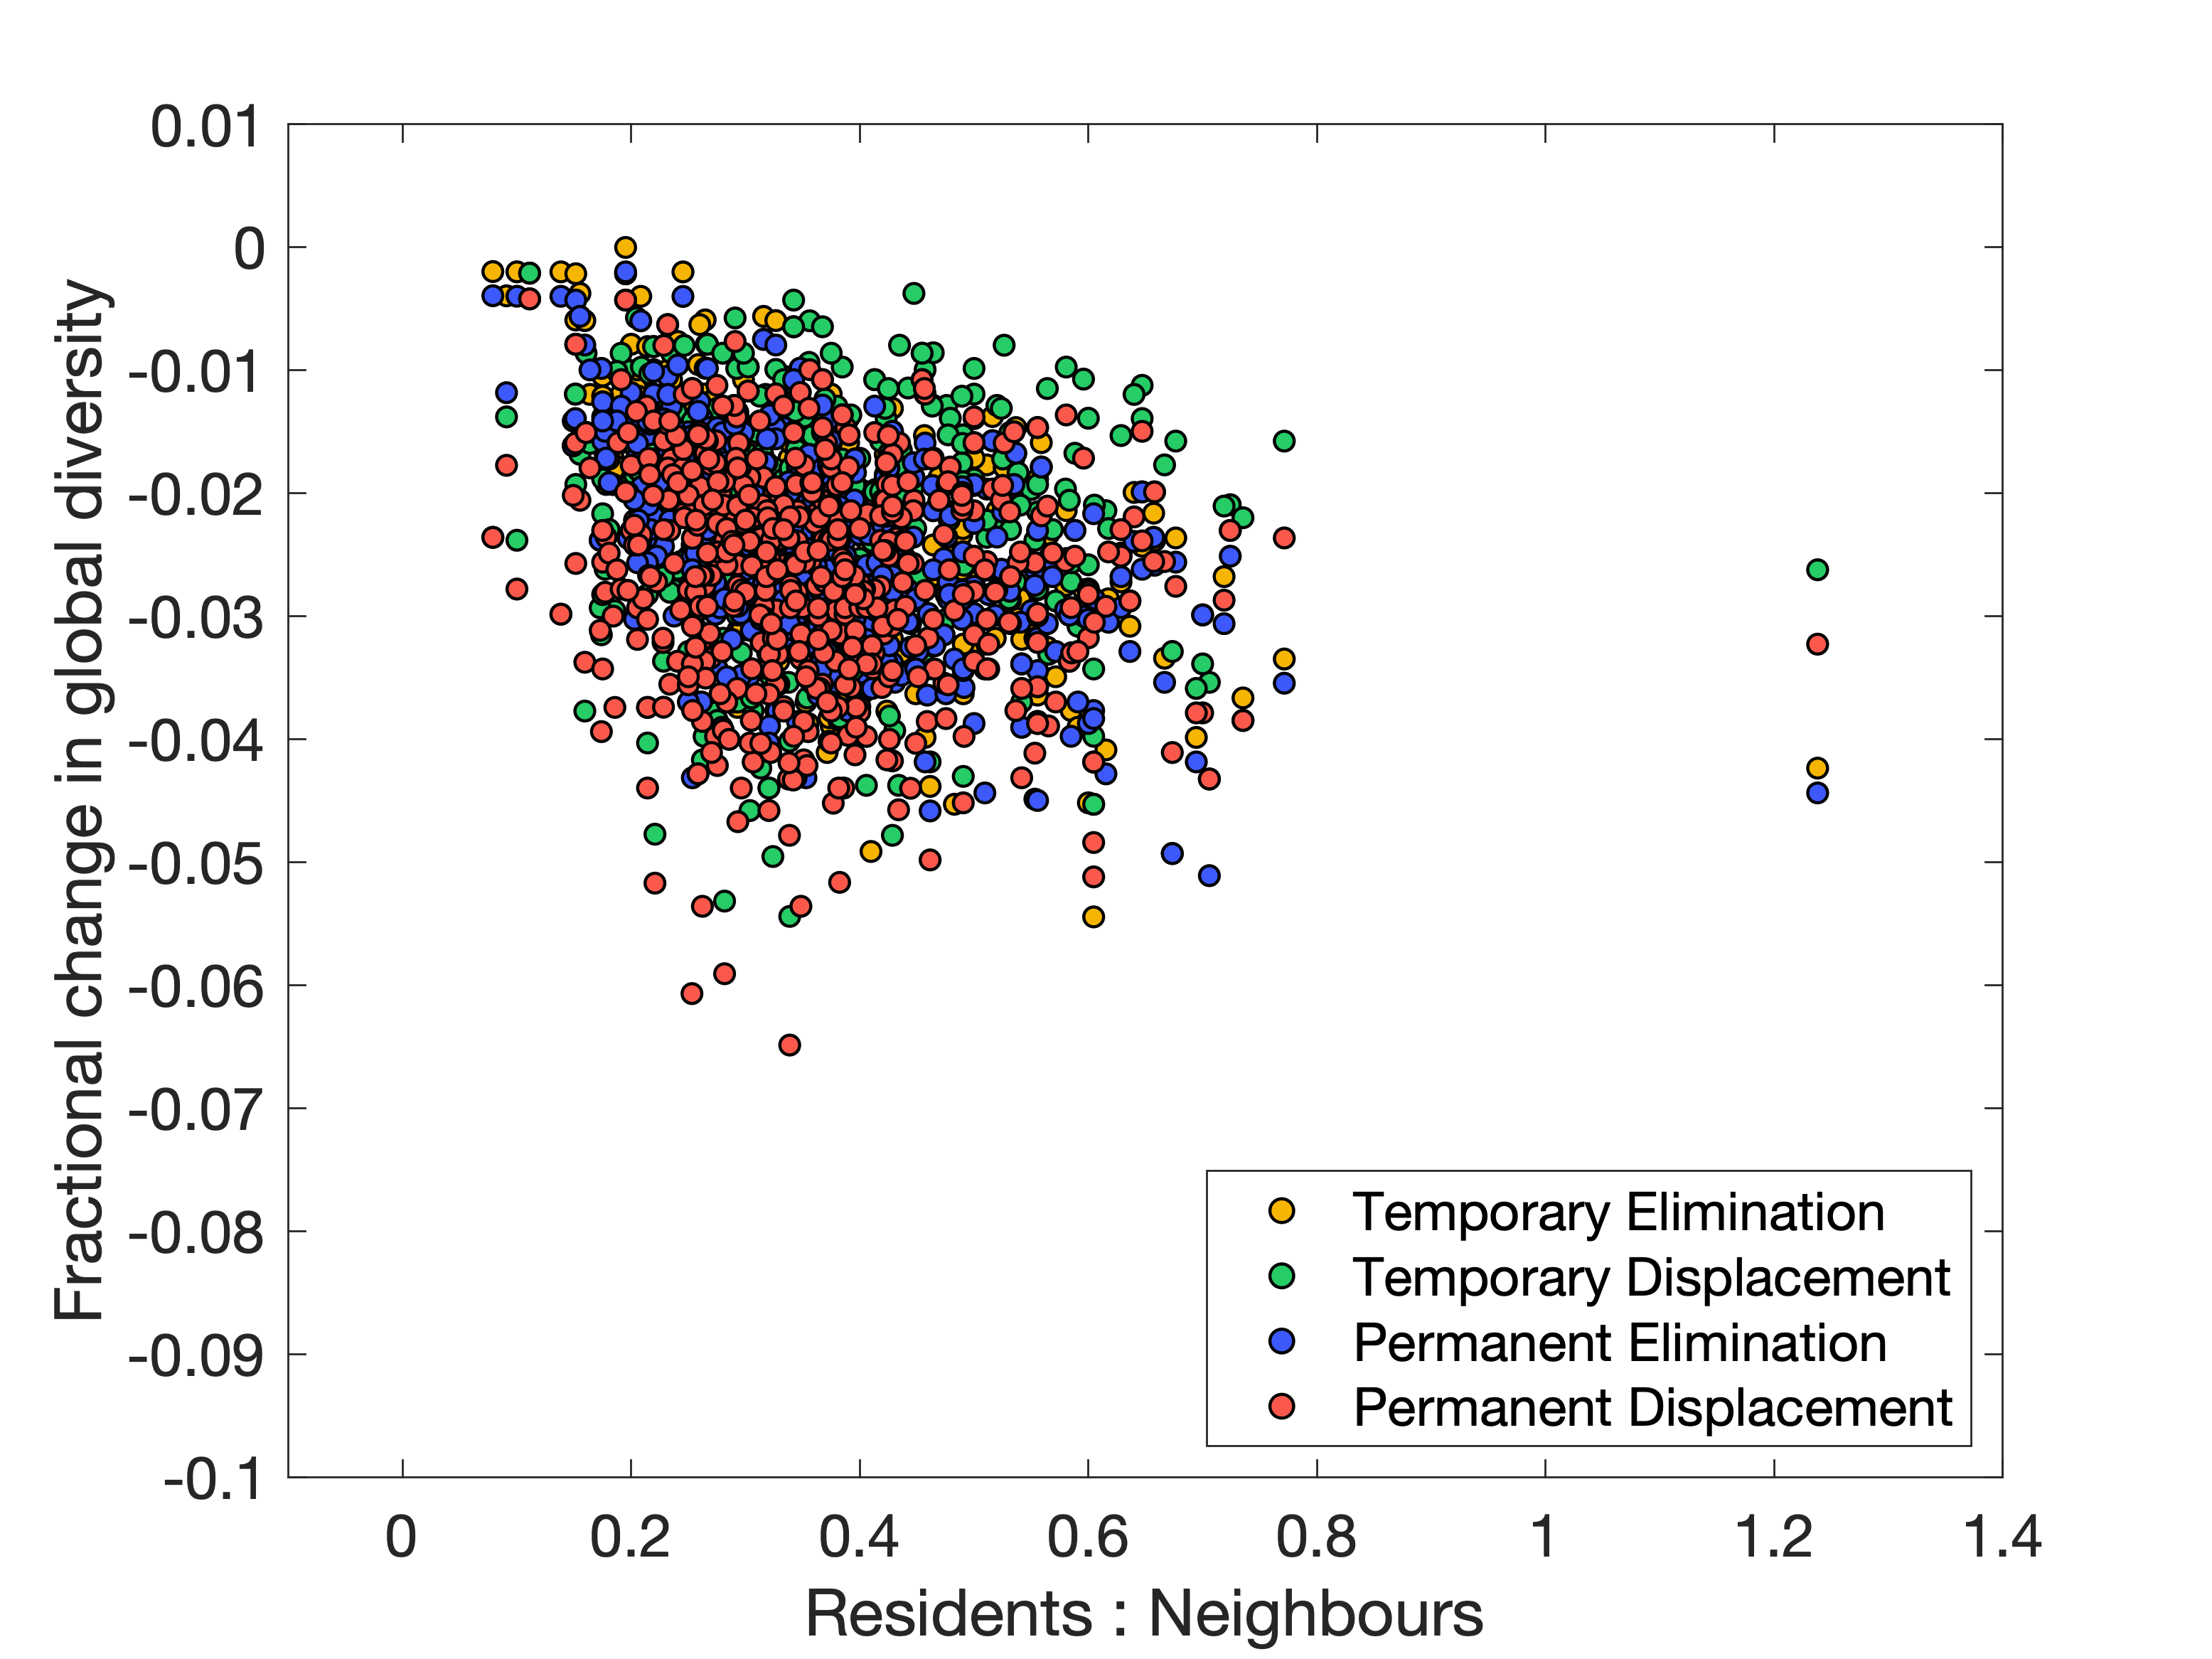 0.01
0
-0.01
-0.02
-0.03
-0.04
-0.05
-0.06
-0.07
-0.08
-0.09
-0.1
Fractional change in global diversity
Temporary Elimination
Temporary Displacement
Permanent Elimination
Permanent Displacement
0 0.2 0.4 0.6 0.8 1 1.2 1.4
Residents : Neighbours